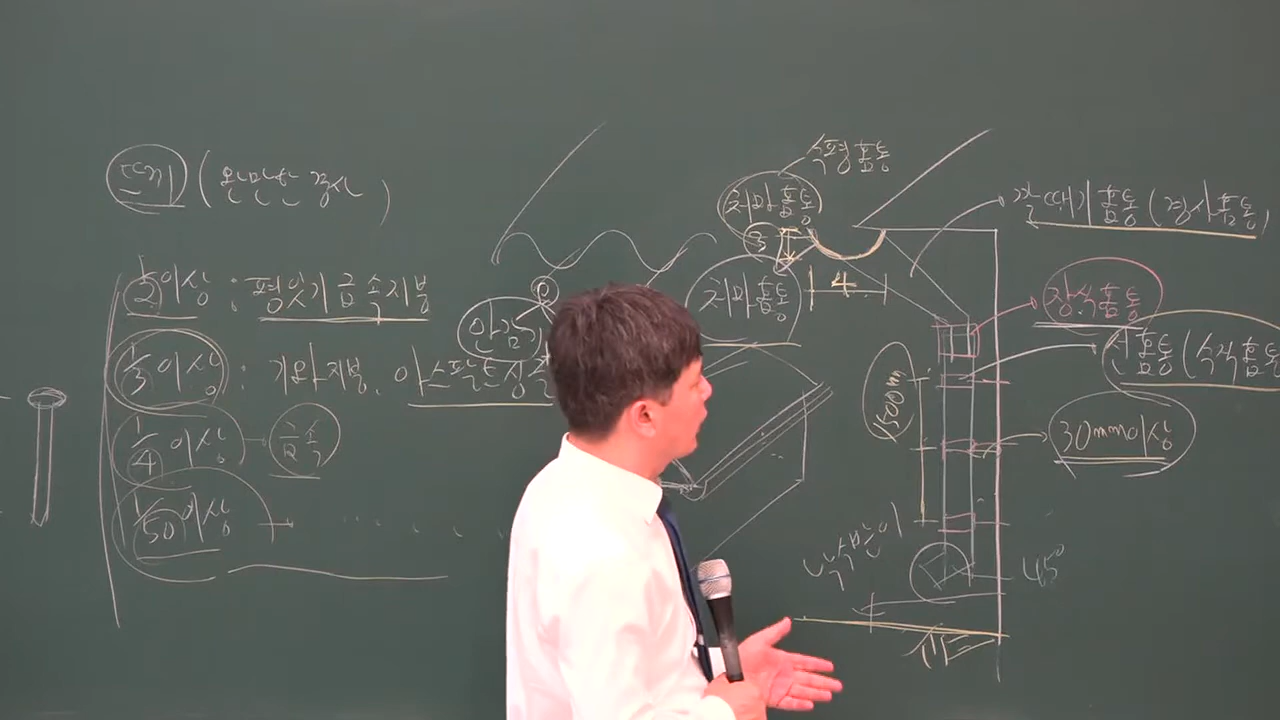 뜨기 (완만한 경사)
1/2 이상 : 평잇기 금속지붕
1/3 이상 : 기와지붕, 아스팔트싱글
1/4 이상 금속
1/50 이상
수평홈통
처마홈통
3
처마홈통
4
깔때기홈통 (경사홈통)
장식홈통
선홈통 (수직홈통
30mm이상
1500mm
낙수받이
45°